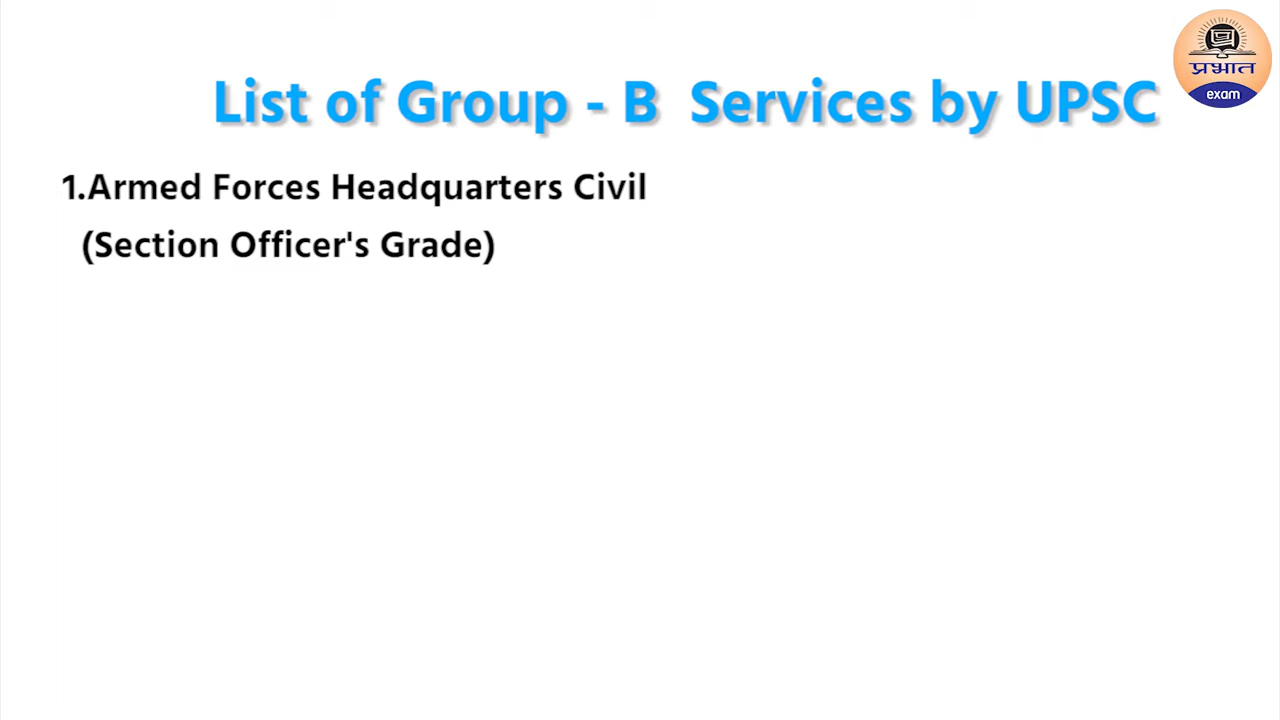 List of Group - B Services by UPSC
प्रभात
exam
1.Armed Forces Headquarters Civil
(Section Officer's Grade)